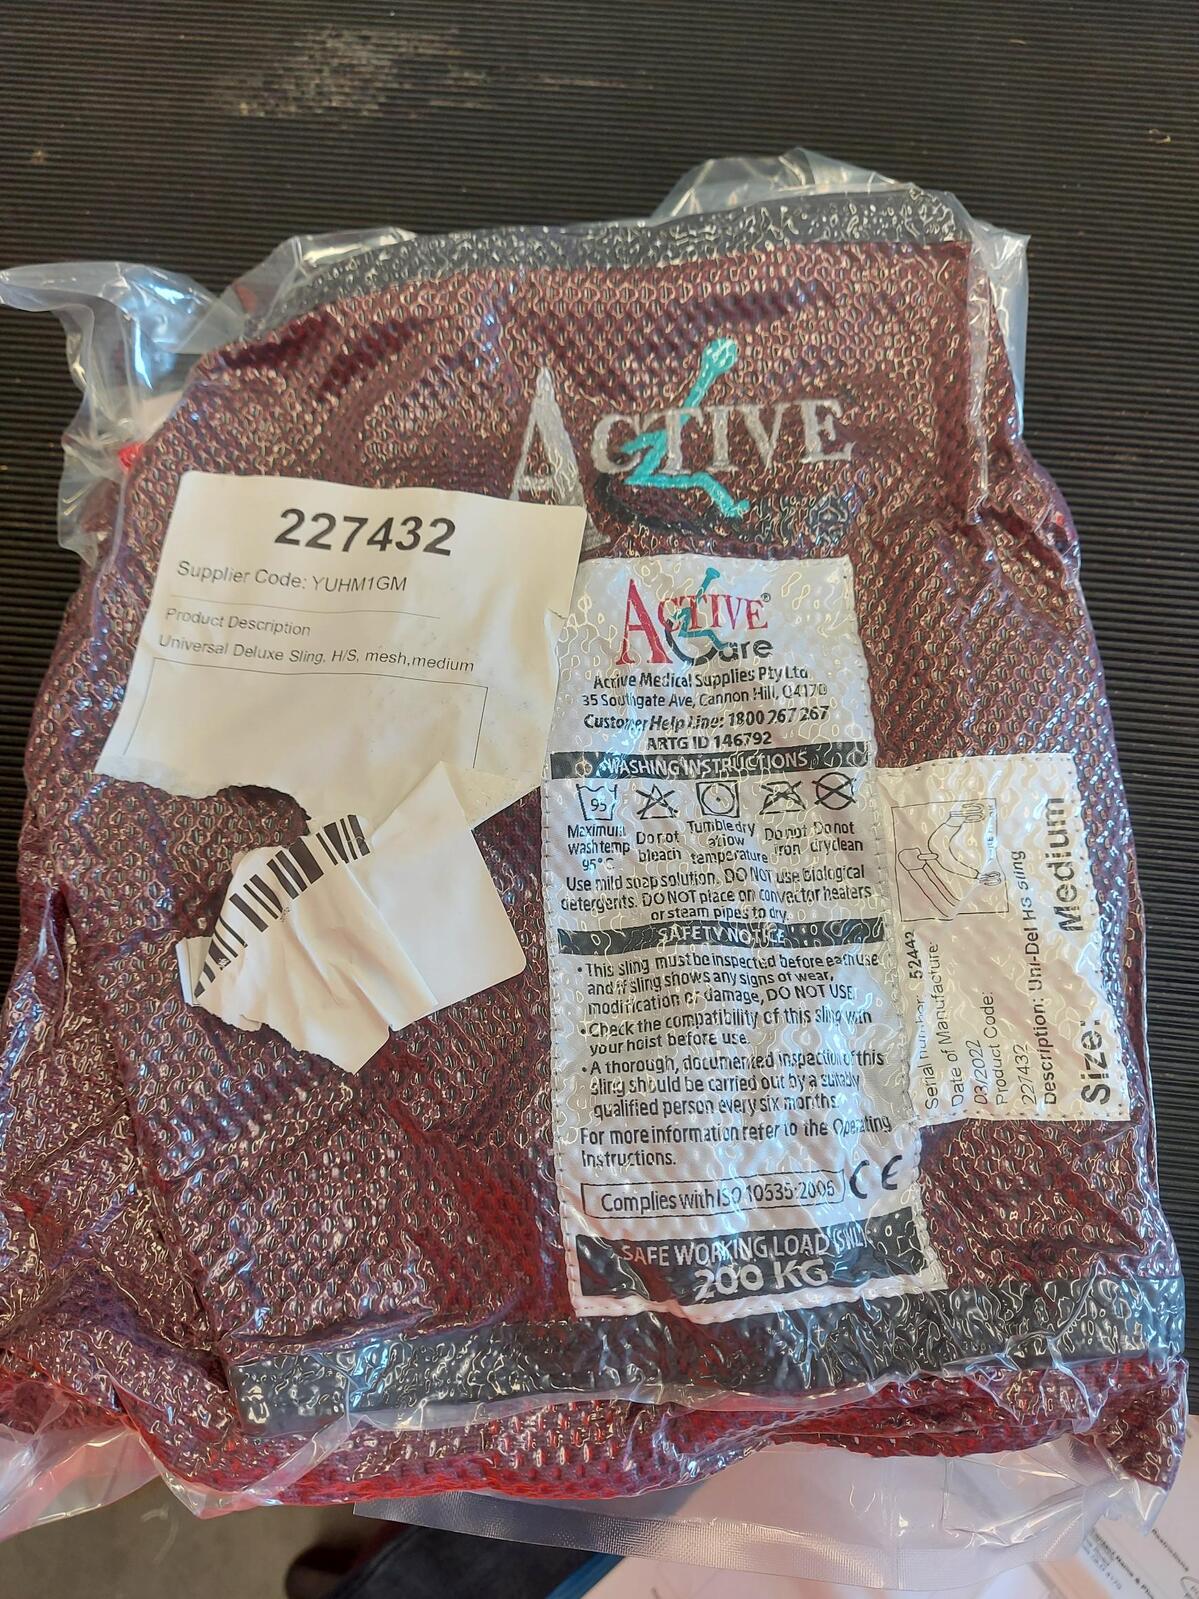 ACTIVE
227432
Supplier Code: YUHM1GM
Product Description
Universal Deluxe Sling, H/S, mesh,medium
ACTIVE®
Care
Active Medical Supplies Pty Ltd
35 Southgate Ave, Cannon Hill, Q4170
Customer Help Line: 1800 767 267
ARTG ID 146792
WASHING INSTRUCTIONS
95
Maximum wash temp 95°C
Do not bleach
Tumble dry at low temperature
Do not iron
Do not dryclean
Use mild soap solution, DO NOT use biological
detergents. DO NOT place on convector heaters
or steam pipes to dry.
SAFETY NOTICE
• This sling must be inspected before each use
and if sling shows any signs of wear,
modification or damage, DO NOT USE!
• Check the compatibility of this sling with
your hoist before use.
• A thorough, documented inspection of this
sling should be carried out by a suitably
qualified person every six months.
For more information refer to the Operating
Instructions.
Complies with ISO 10535:2006
CE
SAFE WORKING LOAD (SWL)
200 KG
Serial number 52442
Date of Manufacture:
03/2022
Product Code:
227432
Description: Uni-Del HS Sling
Size: Medium